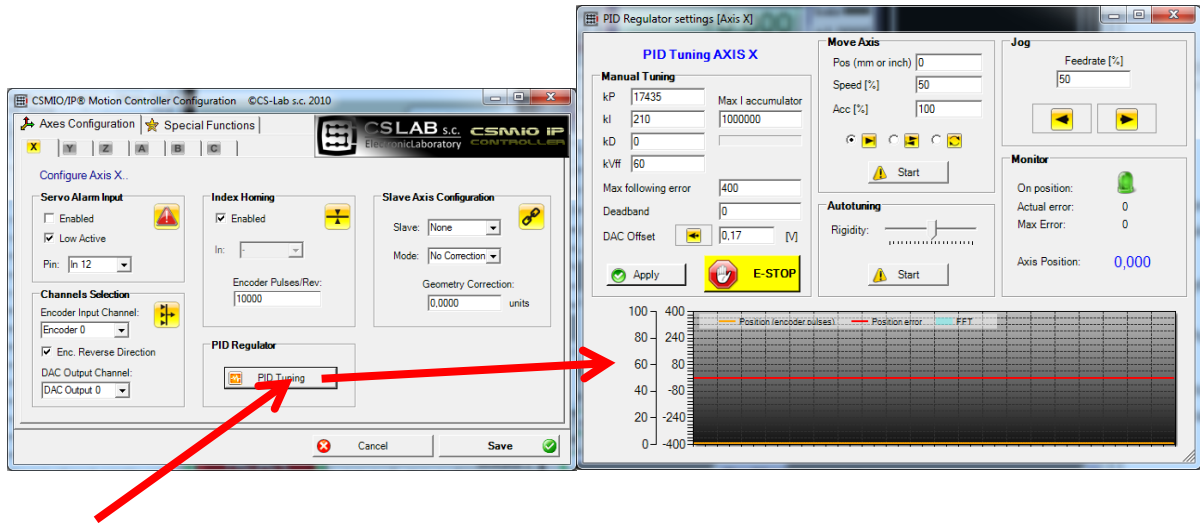 CSMIO/IP® Motion Controller Configuration ©CS-Lab s.c. 2010
Axes Configuration
Special Functions
CSLAB s.c.
ElectronicLaboratory
CSMIO IP
CONTROLLER
X Y Z A B C
Configure Axis X..
Servo Alarm Input
Enabled
Low Active
Pin: In 12
Channels Selection
Encoder Input Channel:
Encoder 0
Enc. Reverse Direction
DAC Output Channel:
DAC Output 0
Index Homing
Enabled
In: -
Encoder Pulses/Rev:
10000
PID Regulator
PID Tuning
Slave Axis Configuration
Slave: None
Mode: No Correction
Geometry Correction:
0,0000 units
Cancel
Save
PID Regulator settings [Axis X]
PID Tuning AXIS X
Manual Tuning
kP 17435
kI 210
kD 0
kVff 60
Max I accumulator
1000000
Max following error 400
Deadband 0
DAC Offset 0,17 [V]
Apply
E-STOP
Move Axis
Pos (mm or inch) 0
Speed [%] 50
Acc [%] 100
Start
Autotuning
Rigidity:
Start
Jog
Feedrate [%]
50
Monitor
On position:
Actual error: 0
Max Error: 0
Axis Position: 0,000
Position (encoder pulses) Position error FFT
100 400
80 240
60 80
40 -80
20 -240
0 -400